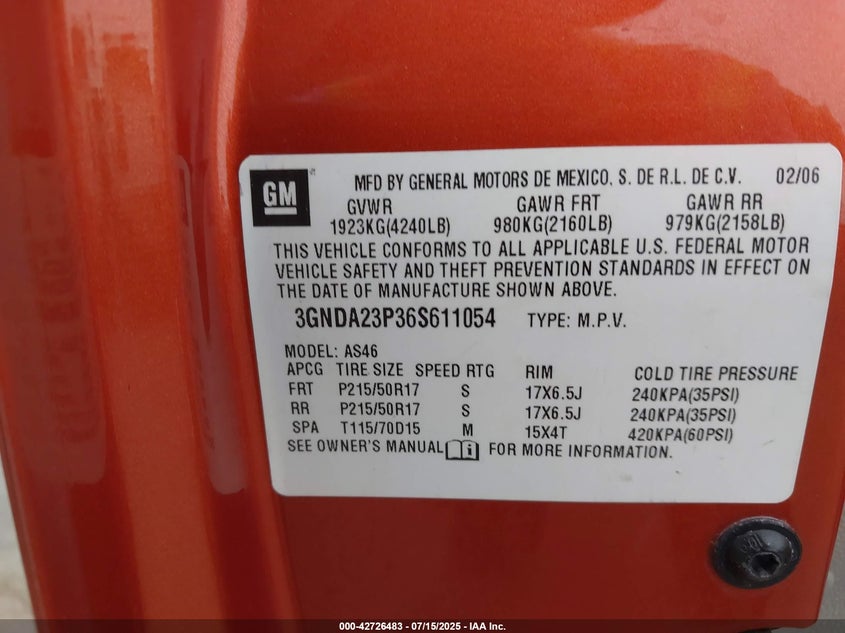 GM
MFD BY GENERAL MOTORS DE MEXICO, S. DE R.L. DE C.V. 02/06
GVWR GAWR FRT GAWR RR
1923KG(4240LB) 980KG(2160LB) 979KG(2158LB)
THIS VEHICLE CONFORMS TO ALL APPLICABLE U.S. FEDERAL MOTOR
VEHICLE SAFETY AND THEFT PREVENTION STANDARDS IN EFFECT ON
THE DATE OF MANUFACTURE SHOWN ABOVE.
3GNDA23P36S611054 TYPE: M.P.V.
MODEL: AS46
APCG TIRE SIZE SPEED RTG RIM COLD TIRE PRESSURE
FRT P215/50R17 S 17X6.5J 240KPA(35PSI)
RR P215/50R17 S 17X6.5J 240KPA(35PSI)
SPA T115/70D15 M 15X4T 420KPA(60PSI)
SEE OWNER'S MANUAL i FOR MORE INFORMATION.
000-42726483 - 07/15/2025 - IAA Inc.